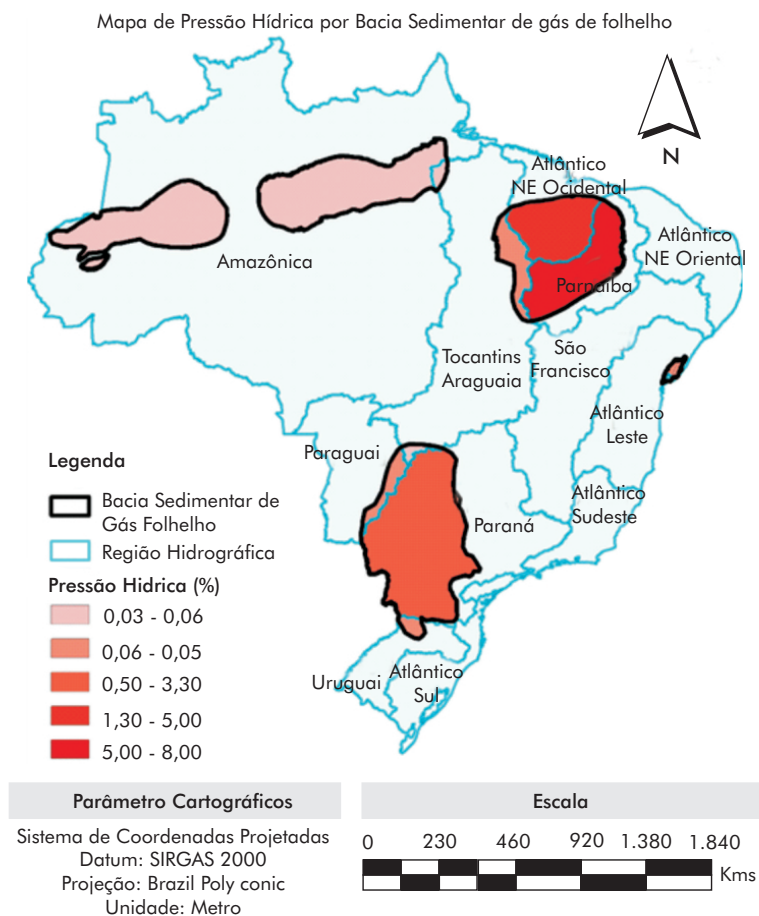 Mapa de Pressão Hídrica por Bacia Sedimentar de gás de folhelho
N
Atlântico
NE Ocidental
Atlântico
NE Oriental
Amazônica
Parnaíba
Tocantins
Araguaia
São
Francisco
Atlântico
Leste
Paraguai
Atlântico
Sudeste
Paraná
Uruguai
Atlântico
Sul
Legenda
Bacia Sedimentar de
Gás Folhelho
Região Hidrográfica
Pressão Hidrica (%)
0,03 - 0,06
0,06 - 0,05
0,50 - 3,30
1,30 - 5,00
5,00 - 8,00
Parâmetro Cartográficos
Sistema de Coordenadas Projetadas
Datum: SIRGAS 2000
Projeção: Brazil Poly conic
Unidade: Metro
Escala
0 230 460 920 1.380 1.840
Kms